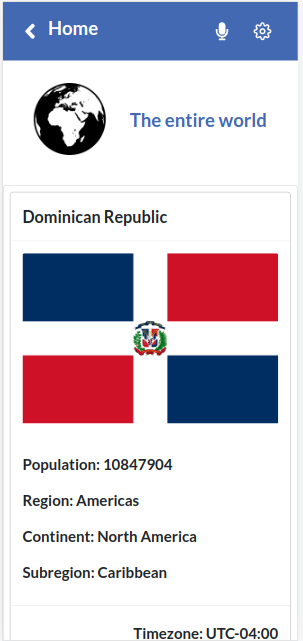 Home
The entire world
Dominican Republic
Population: 10847904
Region: Americas
Continent: North America
Subregion: Caribbean
Timezone: UTC-04:00